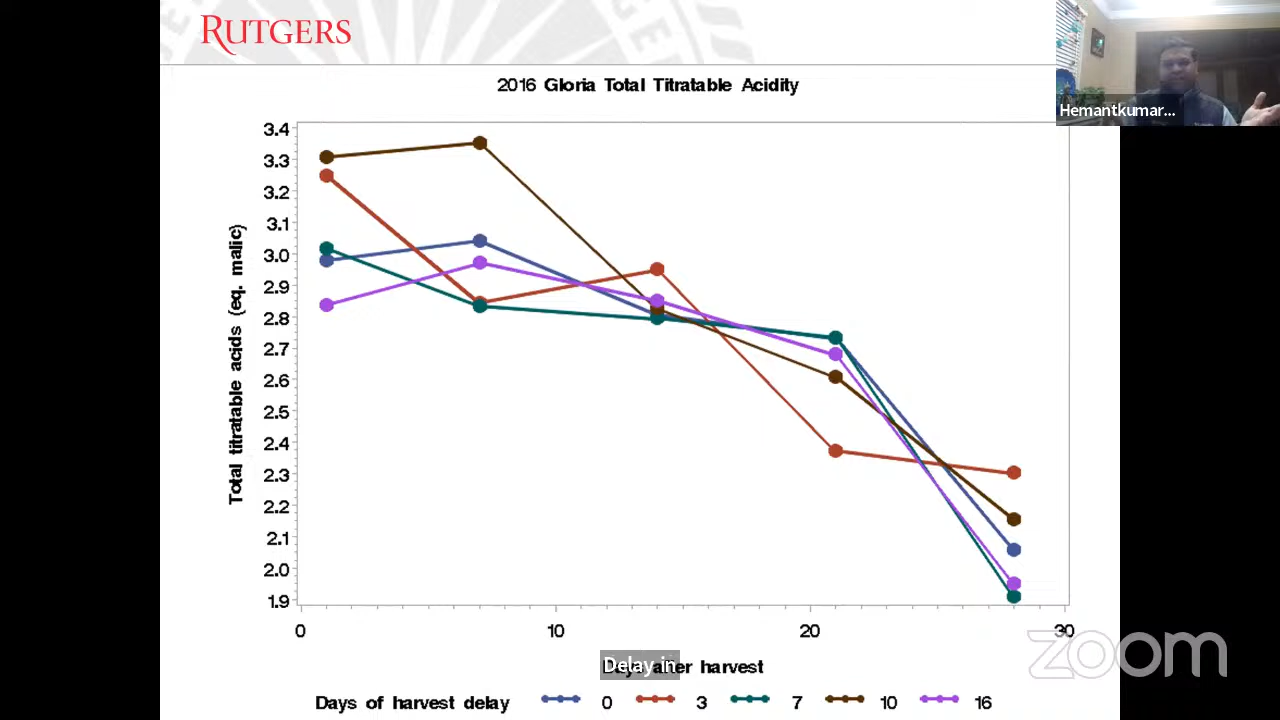 RUTGERS
Hemantkumar...
2016 Gloria Total Titratable Acidity
Total titratable acids (eq. malic)
3.4
3.3
3.2
3.1
3.0
2.9
2.8
2.7
2.6
2.5
2.4
2.3
2.2
2.1
2.0
1.9
0 10 20 30
zoom
Delay in
after harvest
Days of harvest delay 0 3 7 10 16